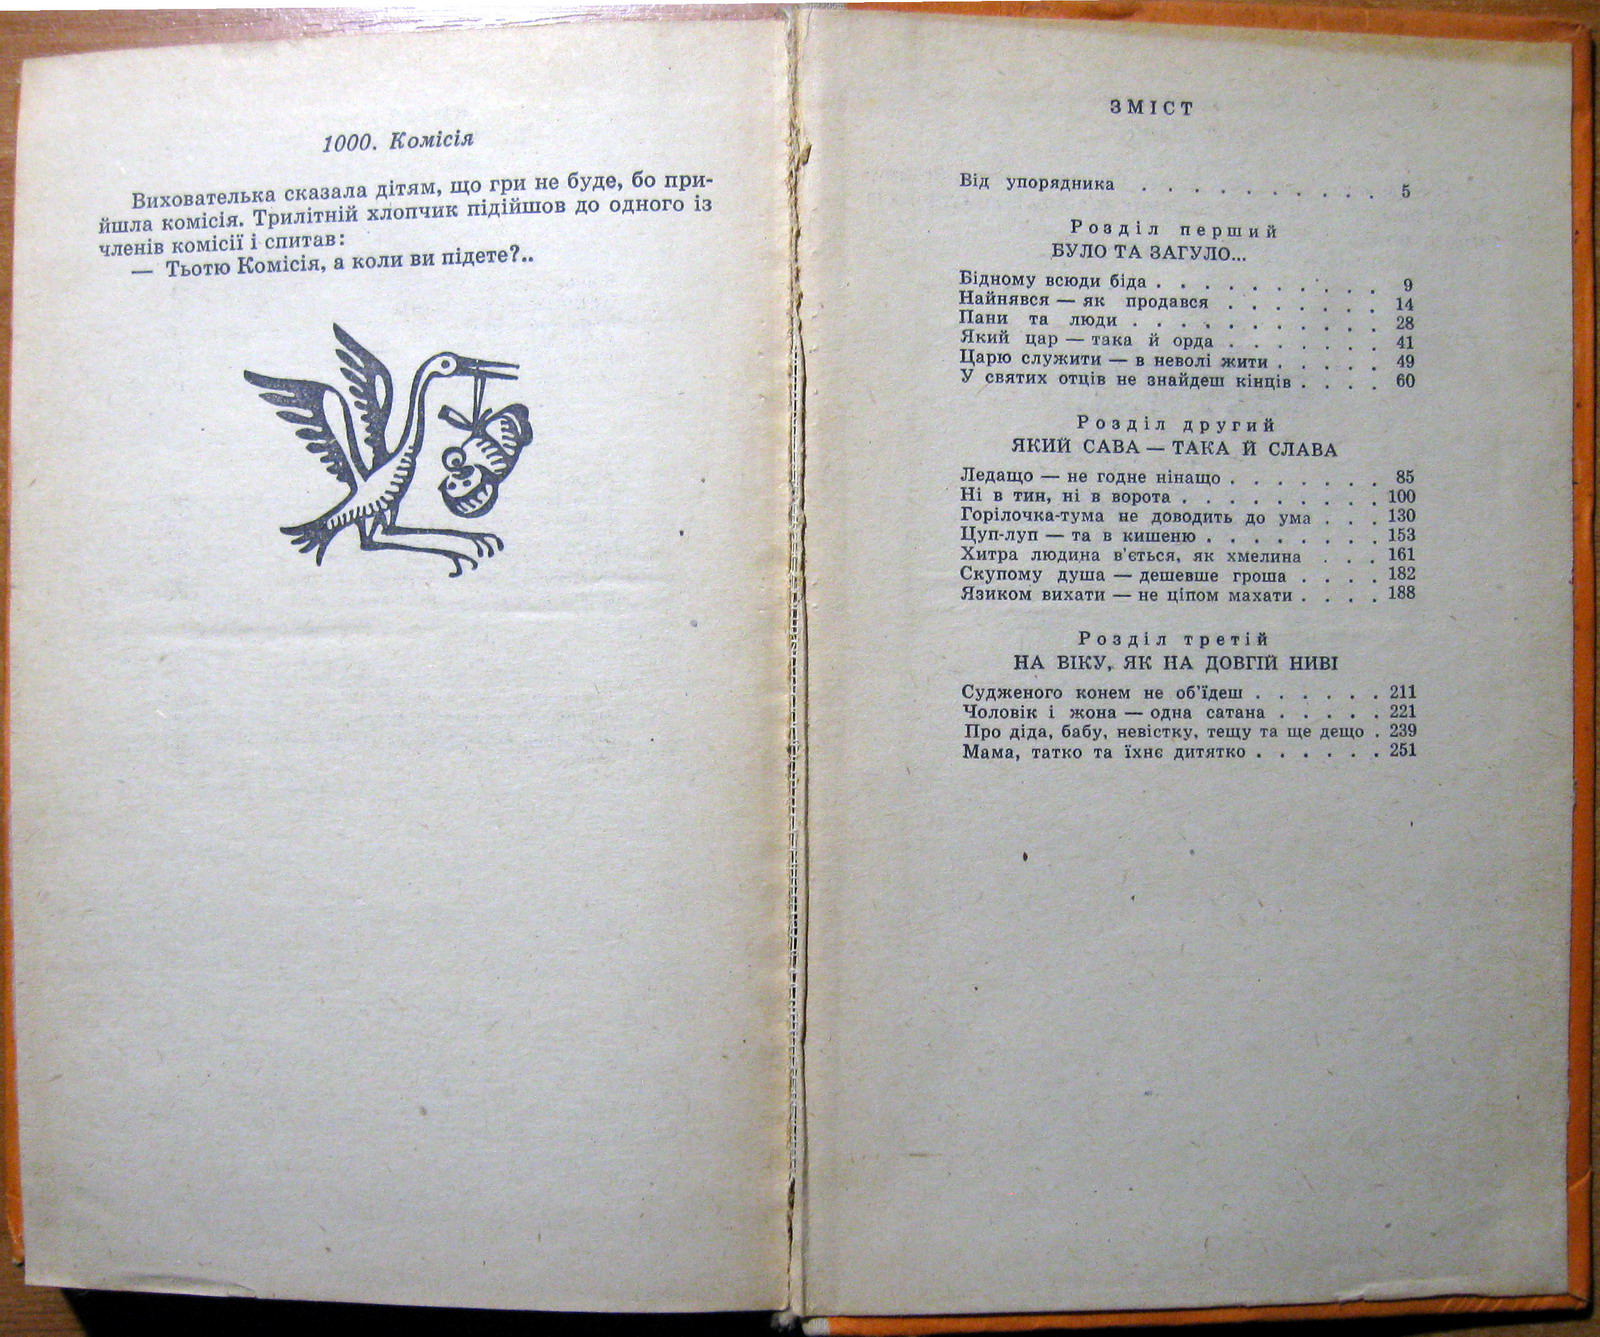 1000. Комісія
Вихователька сказала дітям, що гри не буде, бо при-
йшла комісія. Трилітній хлопчик підійшов до одного із
членів комісії і спитав:
— Тьотю Комісія, а коли ви підете?..
ЗМІСТ
Від упорядника . . . . . . . . . . 5
Розділ перший
БУЛО ТА ЗАГУЛО...
Бідному всюди біда . . . . . . . . . . 9
Найнявся — як продався . . . . . . . 14
Пани та люди . . . . . . . . . . . 28
Який цар — така й орда . . . . . . . 41
Царю служити — в неволі жити . . . . . 49
У святих отців не знайдеш кінців . . . . 60
Розділ другий
ЯКИЙ САВА — ТАКА Й СЛАВА
Ледащо — не годне нінащо . . . . . . . 85
Ні в тин, ні в ворота . . . . . . . . . 100
Горілочка-тума не доводить до ума . . . 130
Цуп-луп — та в кишеню . . . . . . . . 153
Хитра людина в'ється, як хмелина . . . 161
Скупому душа — дешевше гроша . . . . 182
Язиком вихати — не ціпом махати . . . . 188
Розділ третій
НА ВІКУ, ЯК НА ДОВГІЙ НИВІ
Судженого конем не об'їдеш . . . . . . 211
Чоловік і жона — одна сатана . . . . . 221
Про діда, бабу, невістку, тещу та ще дещо . 239
Мама, татко та їхнє дитятко . . . . . . 251